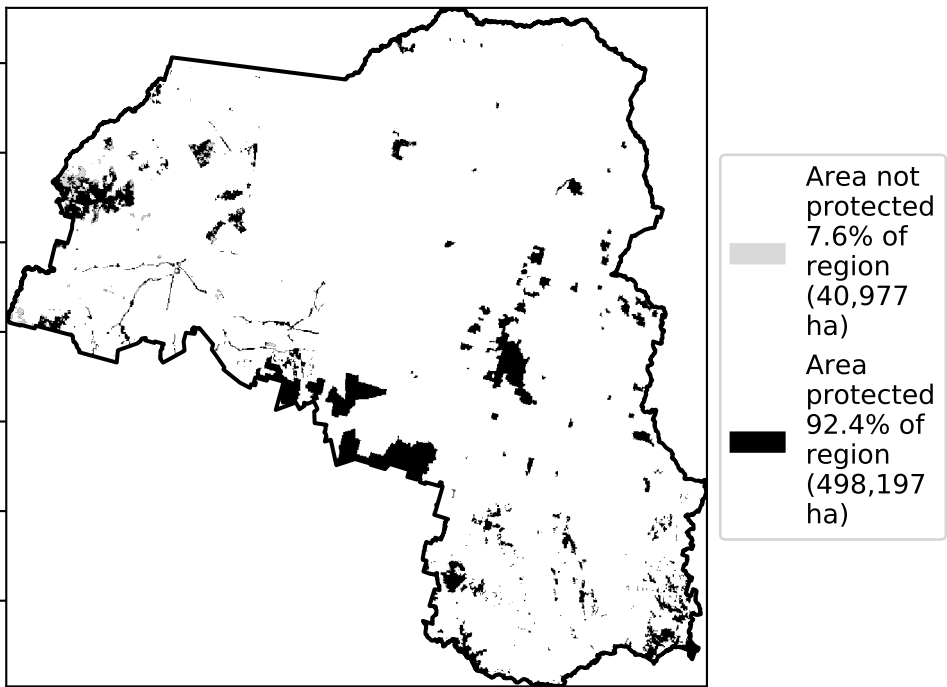 Area not
protected
7.6% of
region
(40,977
ha)
Area
protected
92.4% of
region
(498,197
ha)